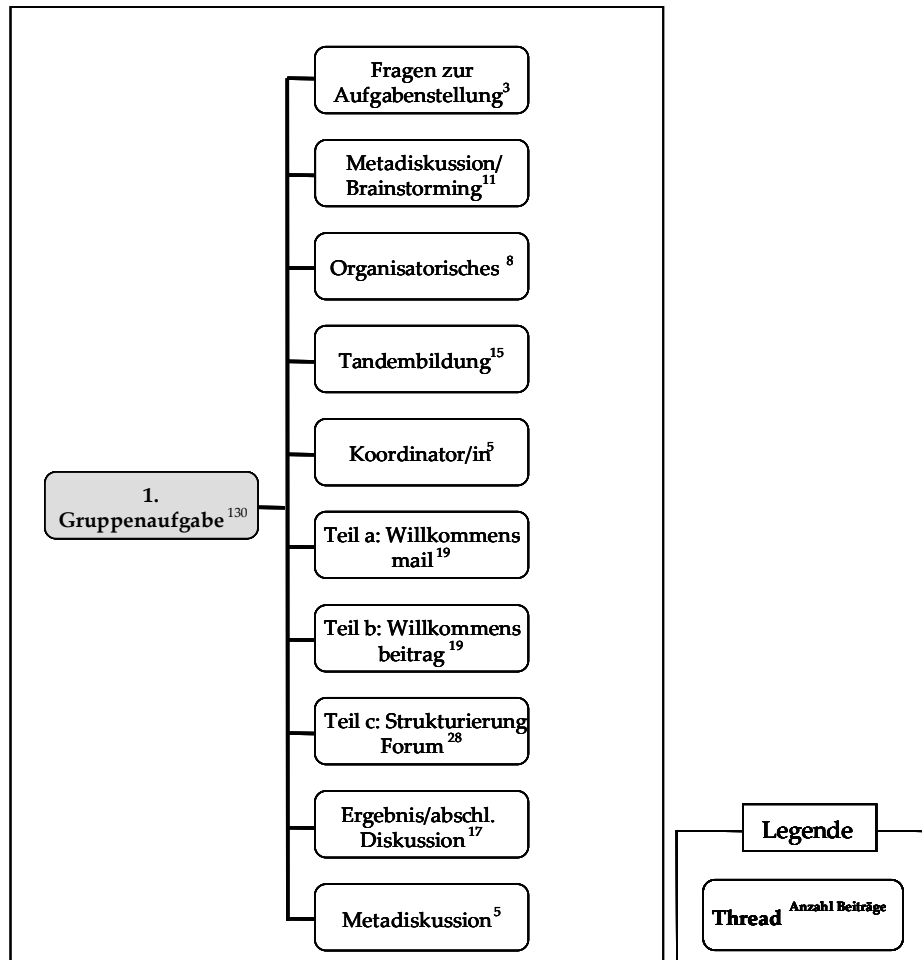 Fragen zur
Aufgabenstellung3
Metadiskussion/
Brainstorming11
Organisatorisches 8
Tandembildung15
Koordinator/in5
1.
Gruppenaufgabe 130
Teil a: Willkommens
mail 19
Teil b: Willkommens
beitrag 19
Teil c: Strukturierung
Forum 28
Ergebnis/abschl.
Diskussion 17
Metadiskussion5
Legende
Thread Anzahl Beiträge